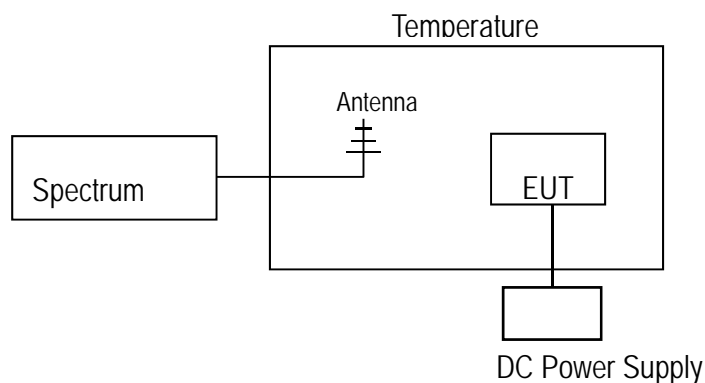 Temperature
Antenna
Spectrum
EUT
DC Power Supply